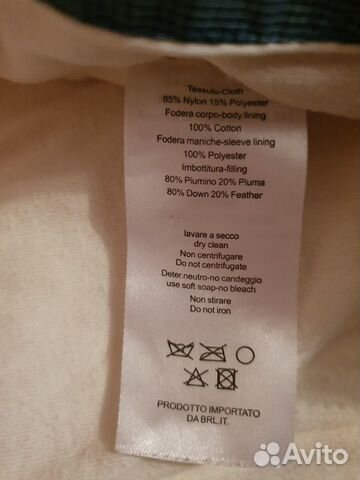 Tessuto-Cloth
85% Nylon 15% Polyester
Fodera corpo-body lining
100% Cotton
Fodera maniche-sleeve lining
100% Polyester
Imbottitura-filling
80% Piumino 20% Piuma
80% Down 20% Feather
lavare a secco
dry clean
Non centrifugare
Do not centrifugate
Deter.neutro-no candeggio
use soft soap-no bleach
Non stirare
Do not iron
PRODOTTO IMPORTATO
DA BRL.IT.
Avito